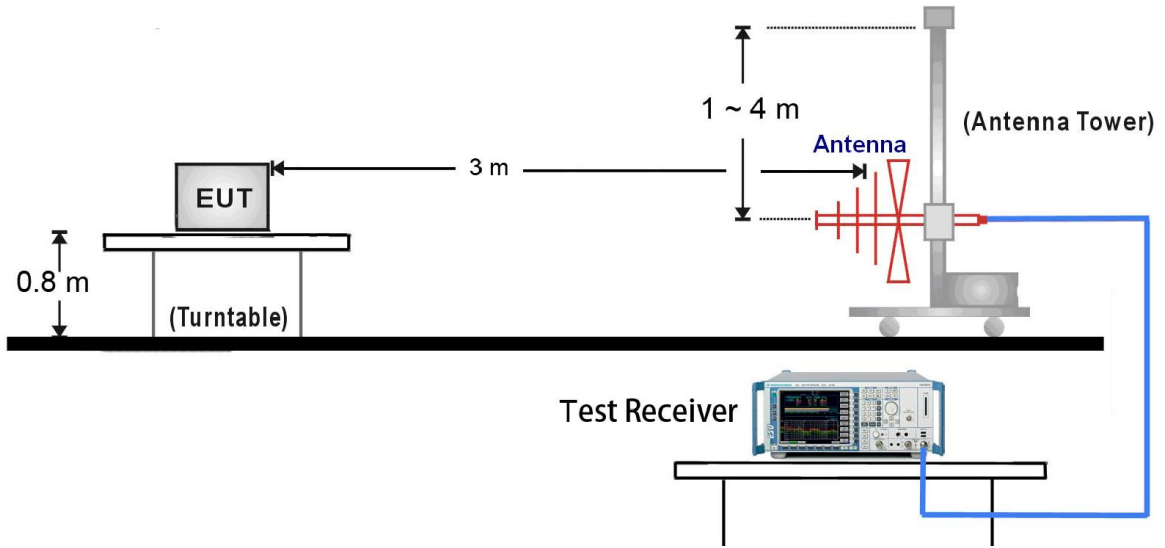 1 ~ 4 m
(Antenna Tower)
Antenna
3 m
EUT
0.8 m
(Turntable)
Test Receiver